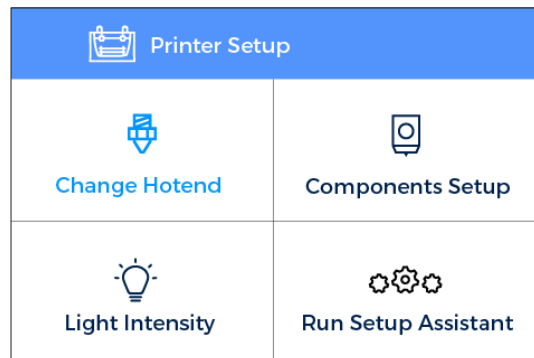 Printer Setup
Change Hotend
Components Setup
Light Intensity
Run Setup Assistant